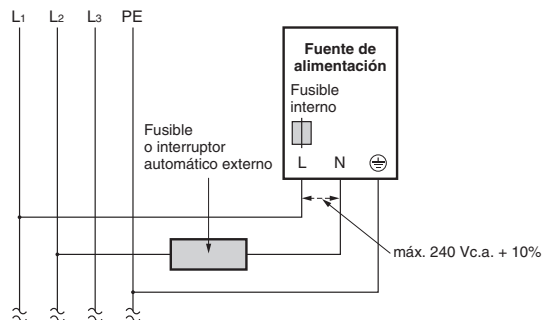 L1 L2 L3 PE
Fuente de
alimentación
Fusible
interno
L N
Fusible
o interruptor
automático externo
máx. 240 Vc.a. + 10%